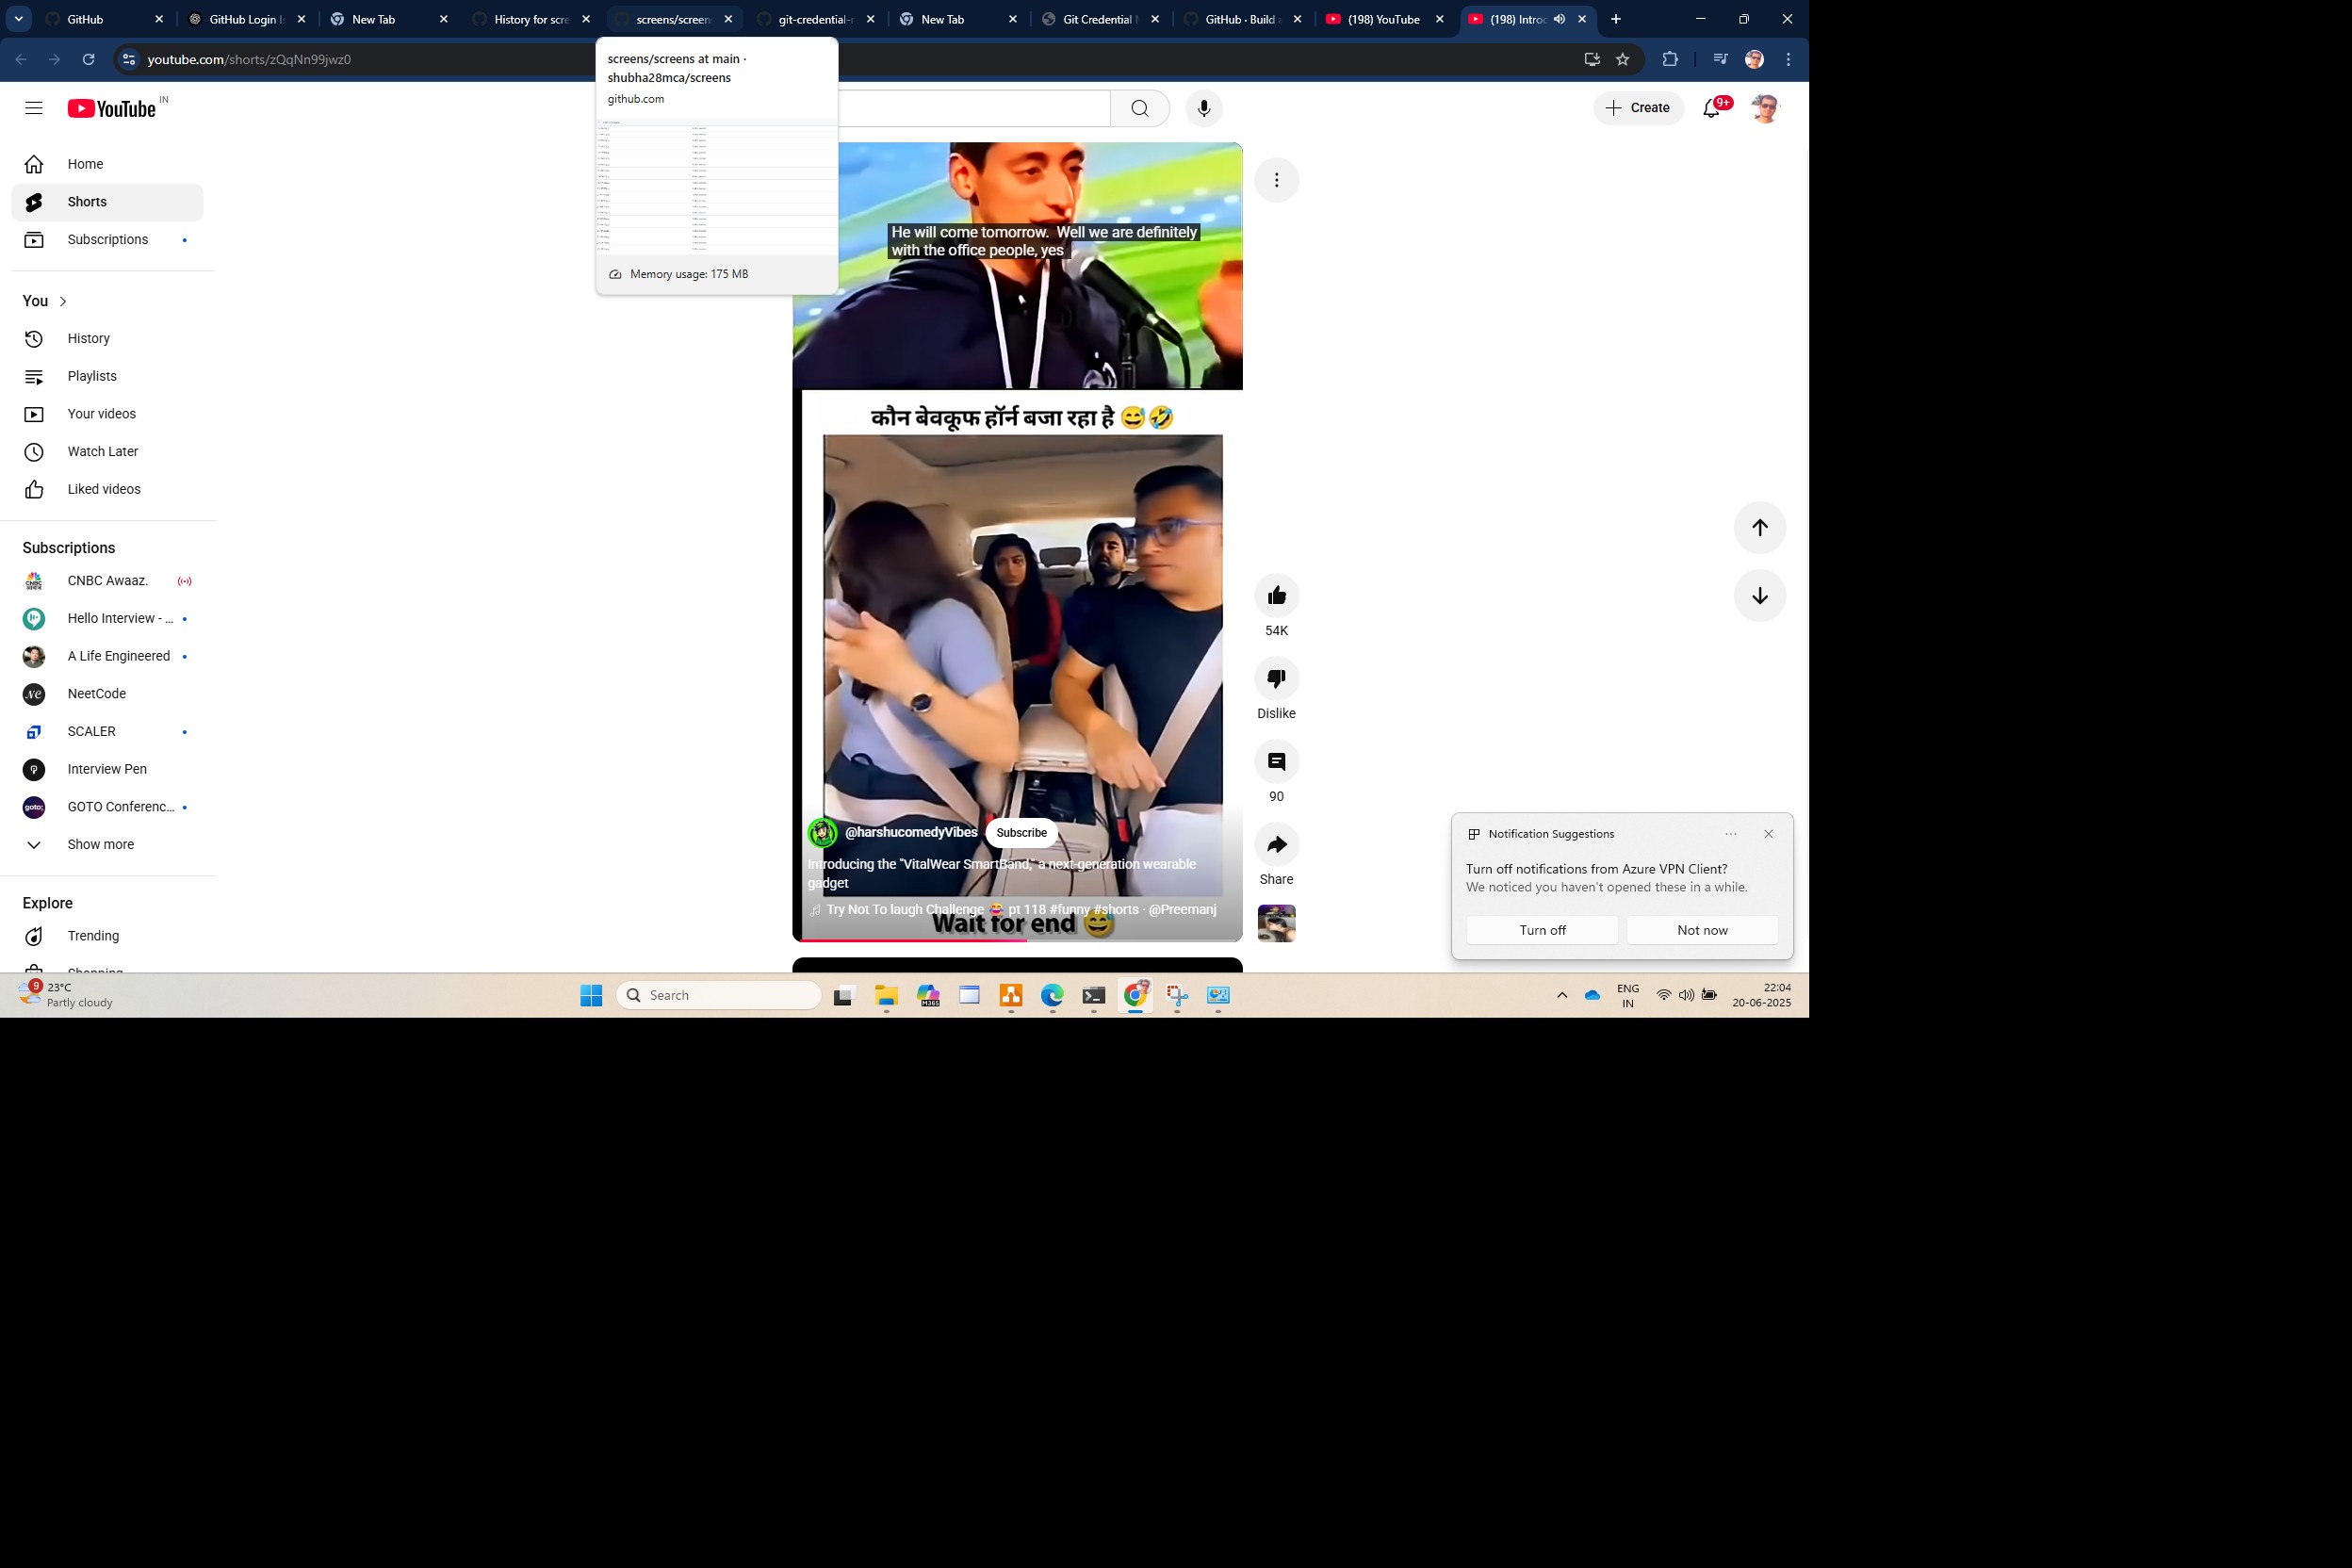 GitHub
GitHub Login
New Tab
History for scre
screens/screen
git-credential-
New Tab
Git Credential
GitHub · Build
(198) YouTube
(198) Intro
youtube.com/shorts/zQqNn99jwz0
screens/screens at main ·
shubha28mca/screens
github.com
Memory usage: 175 MB
YouTube IN
Create
9+
Home
Shorts
Subscriptions
You
History
Playlists
Your videos
Watch Later
Liked videos
Subscriptions
CNBC Awaaz.
Hello Interview - ...
A Life Engineered
NeetCode
SCALER
Interview Pen
GOTO Conferenc...
Show more
Explore
Trending
Shopping
He will come tomorrow. Well we are definitely
with the office people, yes
कौन बेवकूफ हॉर्न बजा रहा है 😅🤣
@harshucomedyVibes
Subscribe
Introducing the "VitalWear SmartBand," a next-generation wearable
gadget
Try Not To laugh Challenge 😂 pt 118 #funny #shorts · @Preemanj
Wait for end 😅
54K
Dislike
90
Share
Notification Suggestions
Turn off notifications from Azure VPN Client?
We noticed you haven't opened these in a while.
Turn off
Not now
9
23°C
Partly cloudy
Search
M365
ENG
IN
22:04
20-06-2025